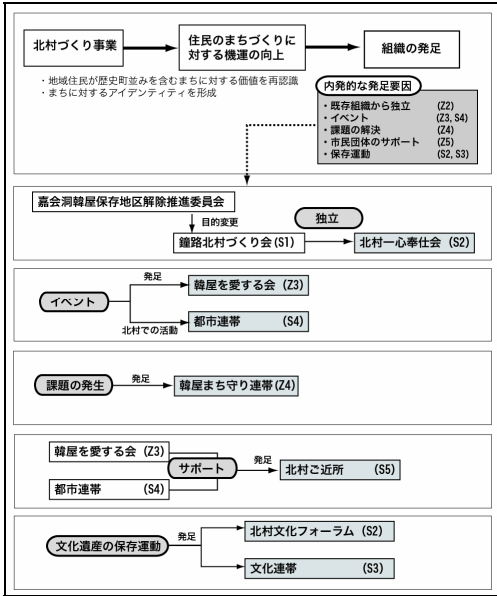 北村づくり事業
住民のまちづくりに
対する機運の向上
組織の発足
・地域住民が歴史町並みを含むまちに対する価値を再認識
・まちに対するアイデンティティを形成
内発的な発足要因
・既存組織から独立 (Z2)
・イベント (Z3, S4)
・課題の解決 (Z4)
・市民団体のサポート (Z5)
・保存運動 (S2, S3)
嘉会洞韓屋保存地区解除推進委員会
目的変更
鐘路北村づくり会(S1)
独立
北村一心奉仕会 (S2)
イベント
発足
韓屋を愛する会 (Z3)
北村での活動
都市連帯 (S4)
課題の発生
発足
韓屋まち守り連帯(Z4)
韓屋を愛する会 (Z3)
都市連帯 (S4)
サポート
発足
北村ご近所 (S5)
文化遺産の保存運動
発足
北村文化フォーラム (S2)
文化連帯 (S3)